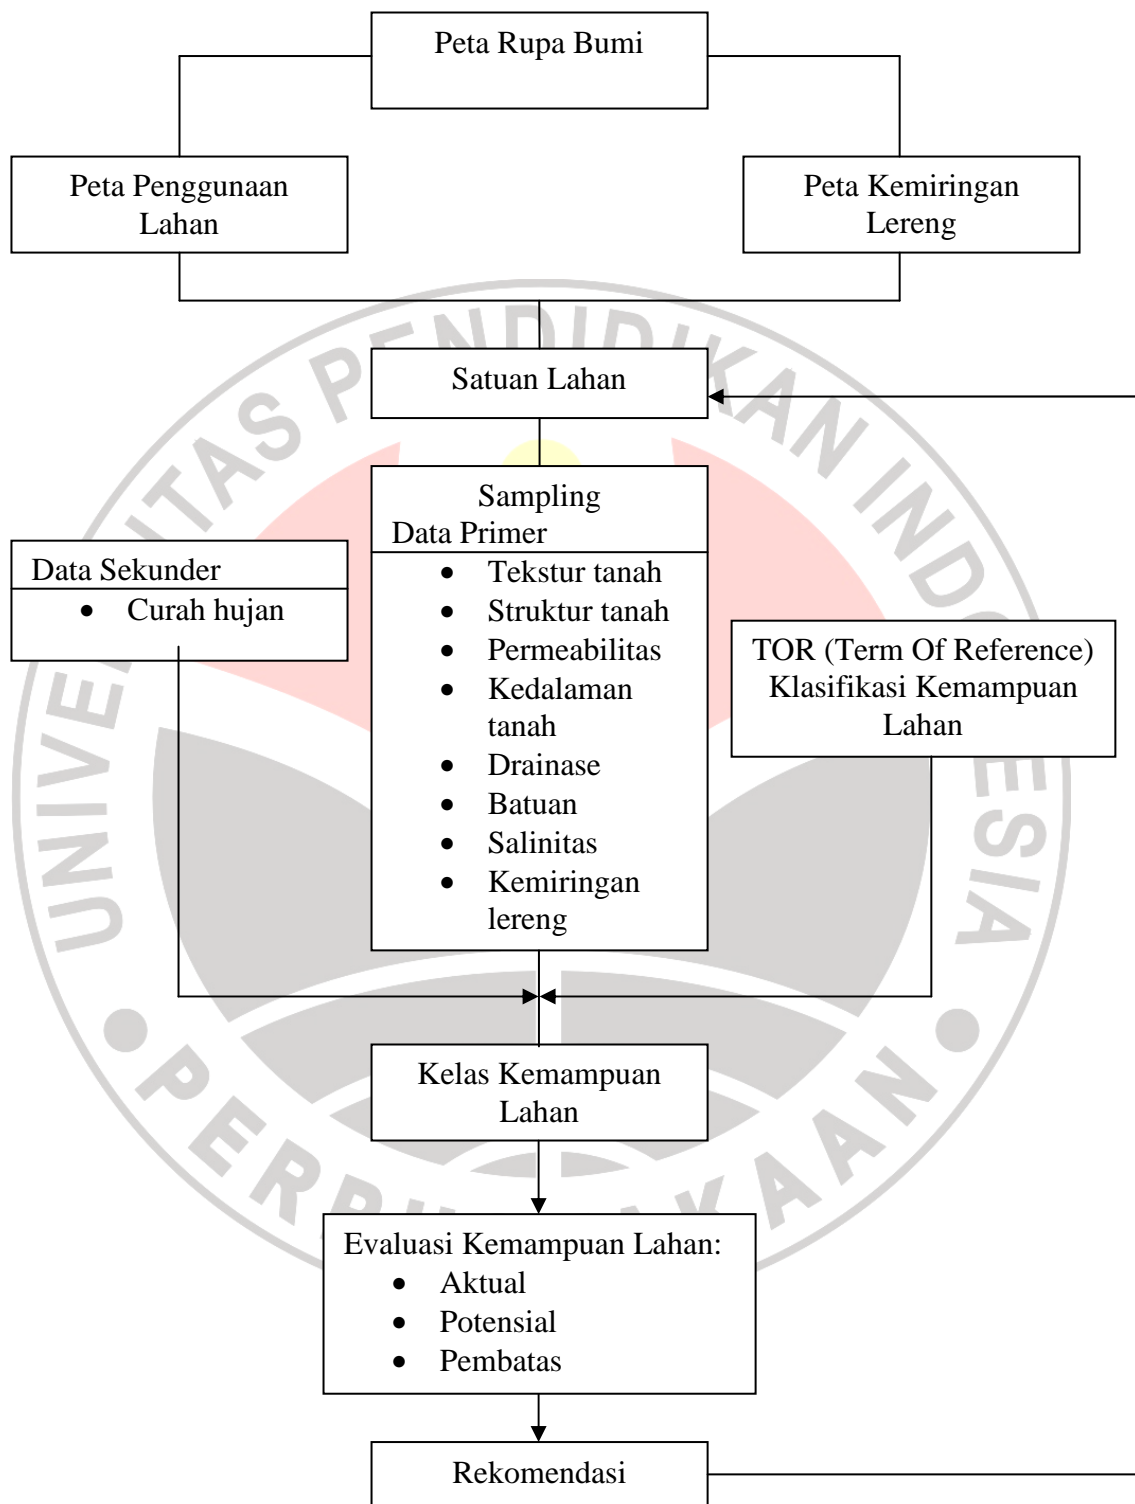 Peta Rupa Bumi
Peta Penggunaan
Lahan
Peta Kemiringan
Lereng
Satuan Lahan
Sampling
Data Primer
• Tekstur tanah
• Struktur tanah
• Permeabilitas
• Kedalaman
tanah
• Drainase
• Batuan
• Salinitas
• Kemiringan
lereng
Data Sekunder
• Curah hujan
TOR (Term Of Reference)
Klasifikasi Kemampuan
Lahan
Kelas Kemampuan
Lahan
Evaluasi Kemampuan Lahan:
• Aktual
• Potensial
• Pembatas
Rekomendasi